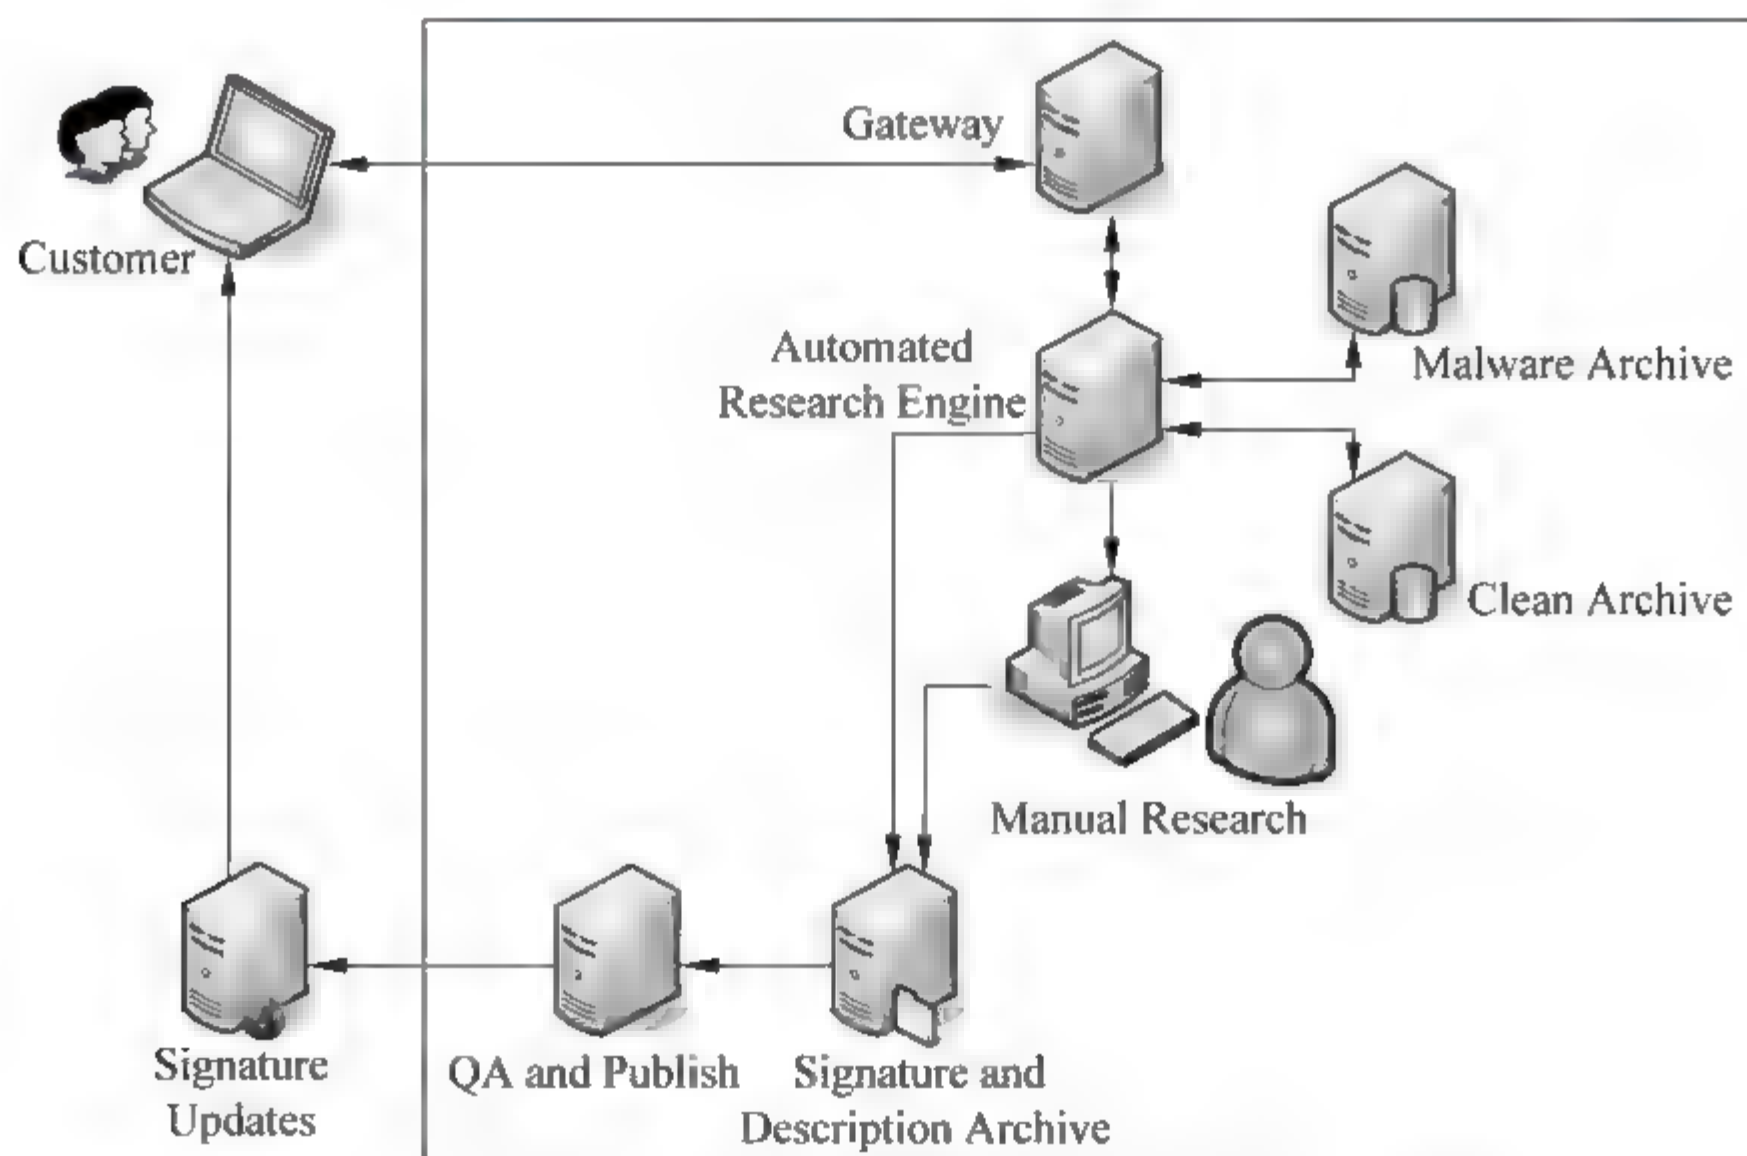 Gateway
Customer
Automated
Research Engine
Malware Archive
Clean Archive
Manual Research
Signature
Updates
QA and Publish
Signature and
Description Archive